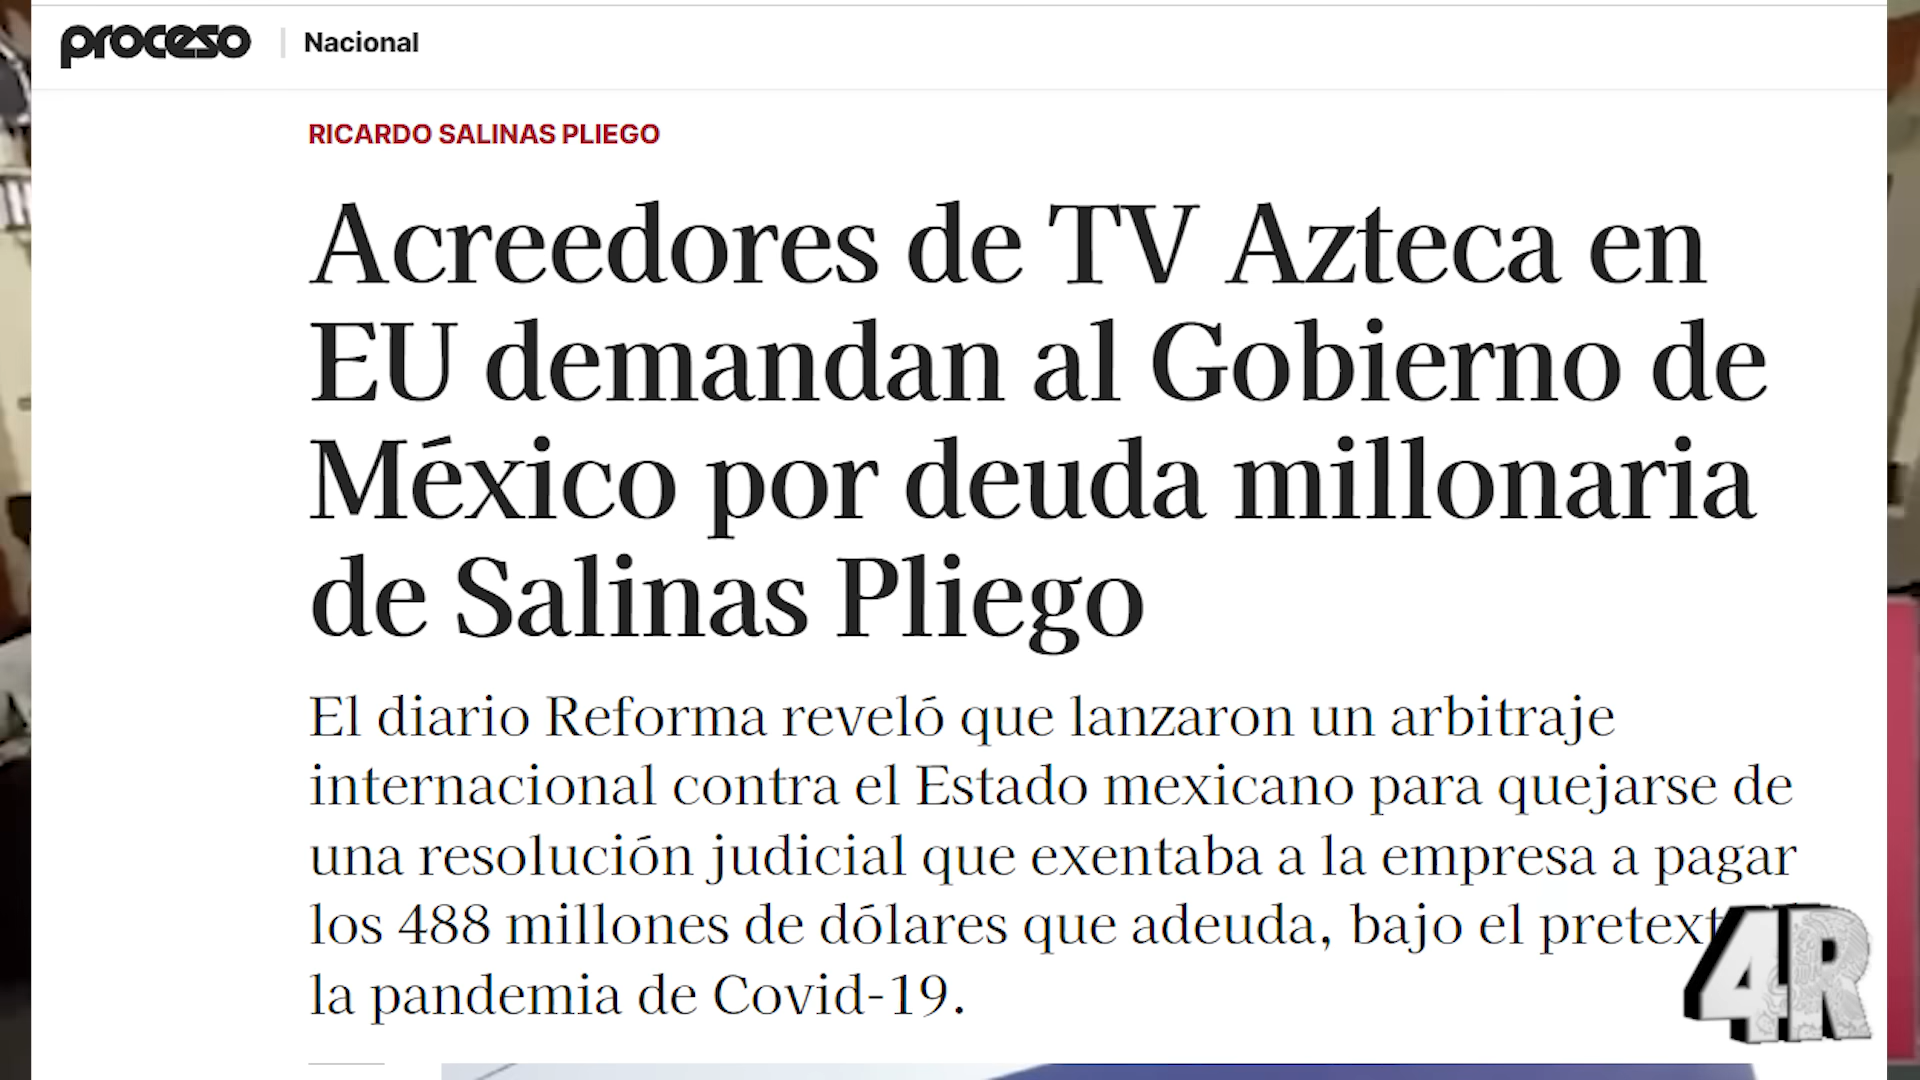 proceso | Nacional
RICARDO SALINAS PLIEGO
Acreedores de TV Azteca en
EU demandan al Gobierno de
México por deuda millonaria
de Salinas Pliego
El diario Reforma reveló que lanzaron un arbitraje
internacional contra el Estado mexicano para quejarse de
una resolución judicial que exentaba a la empresa a pagar
los 488 millones de dólares que adeuda, bajo el
la pandemia de Covid-19.
4R